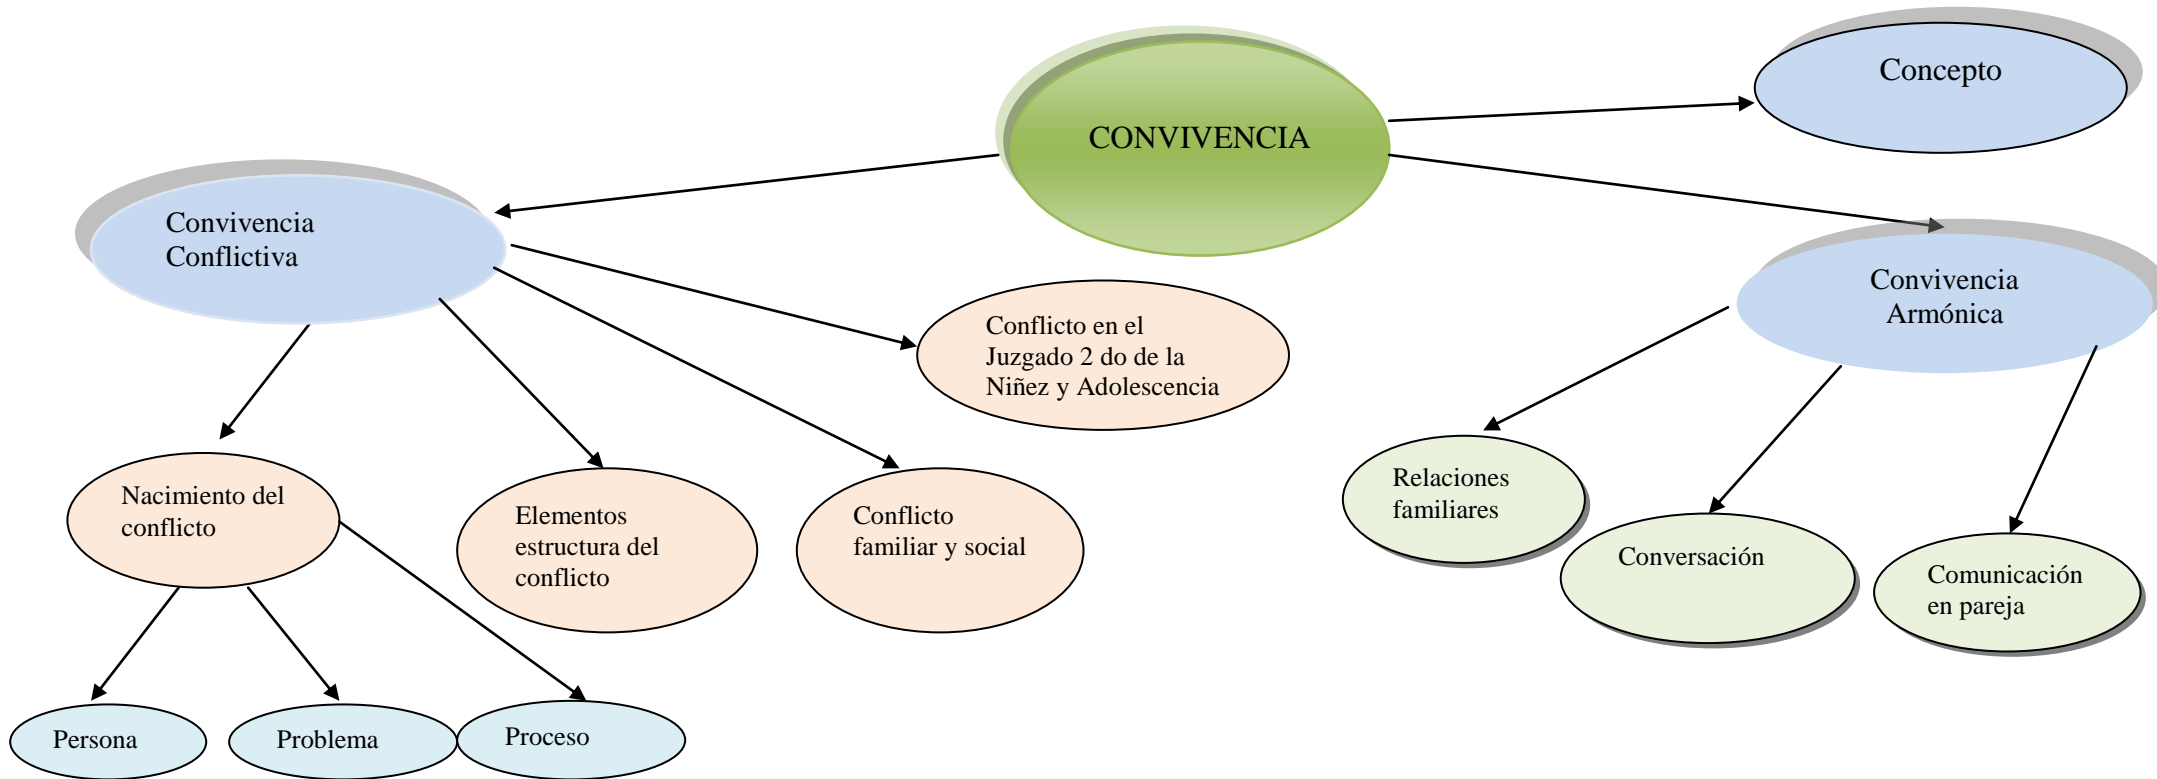 Concepto
CONVIVENCIA
Convivencia
Conflictiva
Convivencia
Armónica
Conflicto en el
Juzgado 2 do de la
Niñez y Adolescencia
Relaciones
familiares
Nacimiento del
conflicto
Elementos
estructura del
conflicto
Conflicto
familiar y social
Conversación
Comunicación
en pareja
Persona
Problema
Proceso